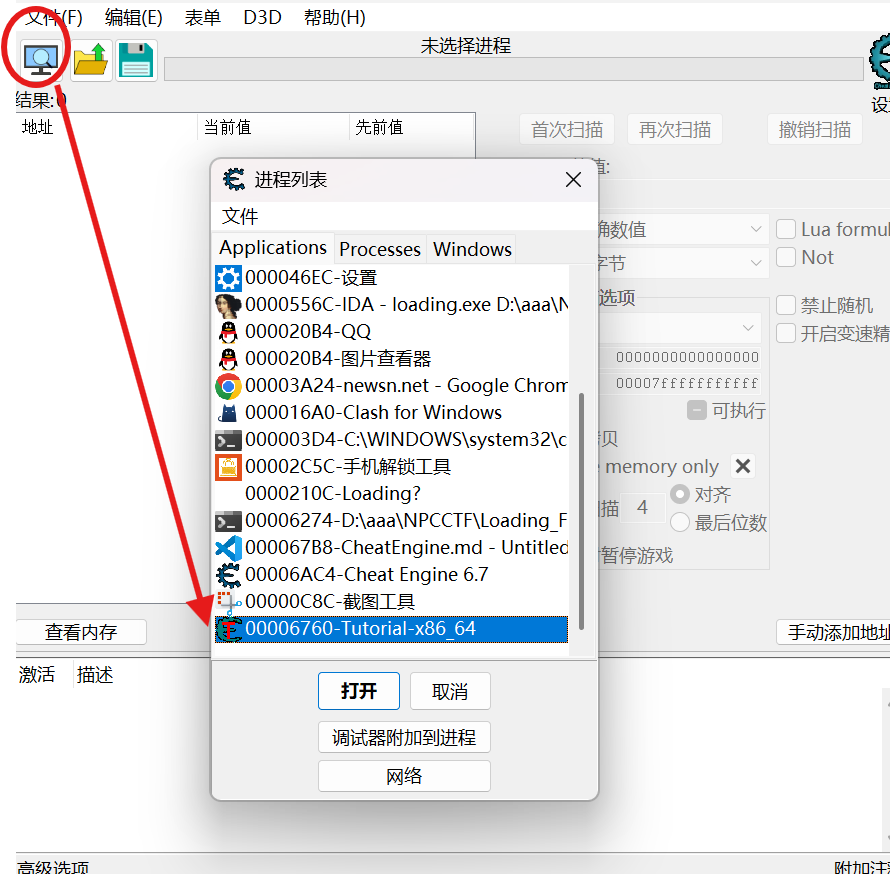 文件(F) 编辑(E) 表单 D3D 帮助(H)
未选择进程
结果:0
设
地址 当前值 先前值
首次扫描 再次扫描 撤销扫描
值:
进程列表
文件
Applications Processes Windows
000046EC-设置
0000556C-IDA - loading.exe D:\aaa\N
000020B4-QQ
000020B4-图片查看器
00003A24-newsn.net - Google Chrom
000016A0-Clash for Windows
000003D4-C:\WINDOWS\system32\c
00002C5C-手机解锁工具
0000210C-Loading?
00006274-D:\aaa\NPCCTF\Loading_F
000067B8-CheatEngine.md - Untitled
00006AC4-Cheat Engine 6.7
00000C8C-截图工具
00006760-Tutorial-x86_64
打开 取消
调试器附加到进程
网络
确数值 Lua formul
字节 Not
选项 禁止随机
开启变速精
0000000000000000
00007fffffffffff
可执行
拷贝
e memory only
扫描 4 对齐
最后位数
时暂停游戏
查看内存 手动添加地址
激活 描述
高级选项 附加注释